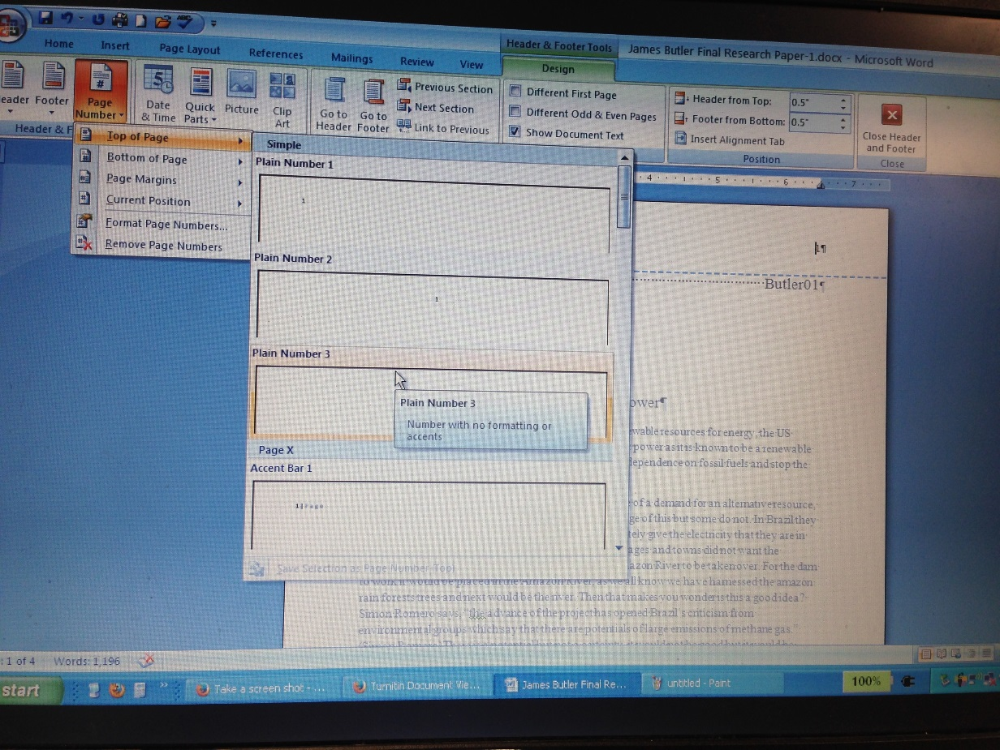 Header & Footer Tools
James Butler Final Research Paper-1.docx - Microsoft Word
Home Insert Page Layout References Mailings Review View Design
eader Footer Page Number
Date & Time Quick Parts Picture Clip Art
Go to Header Go to Footer
Previous Section
Next Section
Link to Previous
Different First Page
Different Odd & Even Pages
Show Document Text
Header from Top: 0.5"
Footer from Bottom: 0.5"
Insert Alignment Tab
Close Header and Footer
Header & F
Position
Close
Top of Page
Bottom of Page
Page Margins
Current Position
Format Page Numbers...
Remove Page Numbers
Simple
Plain Number 1
1
Plain Number 2
1
Plain Number 3
Plain Number 3
Number with no formatting or
accents
Page X
Accent Bar 1
1|Page
Save Selection as Page Number Top
4 5 6 7
1¶
Butler01¶
ower¶
wable resources for energy, the US
power as it is known to be a renewable
dependence on fossil fuels and stop the
of a demand for an alternative resource,
ge of this but some do not. In Brazil they
tely give the electricity that they are in
ages and towns did not want the
azon River to be taken over. For the dam
to work it would be placed in the Amazon River, as we all know we have harnessed the amazon
rain forests trees and next would be the river. Then that makes you wonder is this a good idea?
Simon Romero says, "the advance of the project has opened Brazil's criticism from
environmental groups which say that there are potentials of large emissions of methane gas."
: 1 of 4 Words: 1,196
start
Take a screen shot - ...
Turnitin Document Vie...
James Butler Final Re...
untitled - Paint
100%